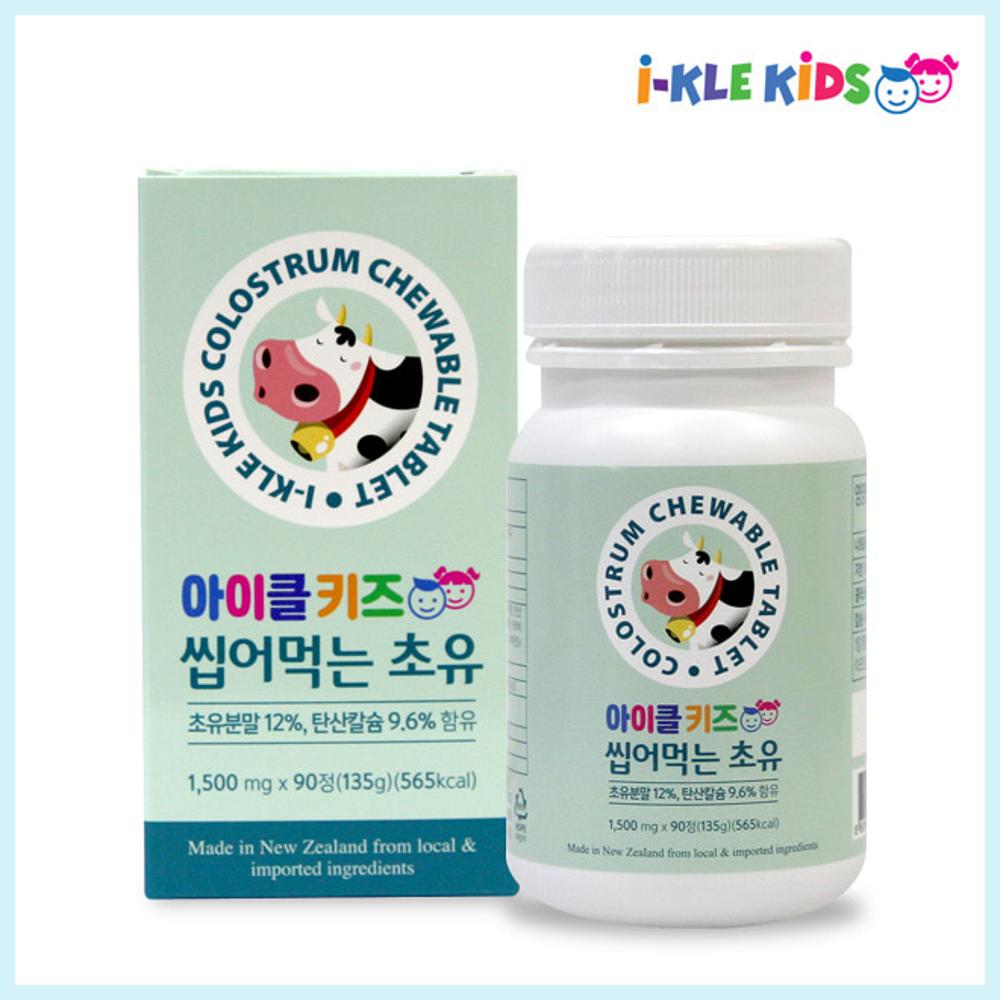 i-KLE KiDS
I-KLE KIDS COLOSTRUM CHEWABLE TABLET •
아이클 키즈
씹어먹는 초유
초유분말 12%, 탄산칼슘 9.6% 함유
1,500 mg x 90정(135g)(565kcal)
Made in New Zealand from local &
imported ingredients
COLOSTRUM CHEWABLE TABLET •
아이클 키즈
씹어먹는 초유
초유분말 12%, 탄산칼슘 9.6% 함유
1,500 mg x 90정(135g)(565kcal)
Made in New Zealand from local & imported ingredients